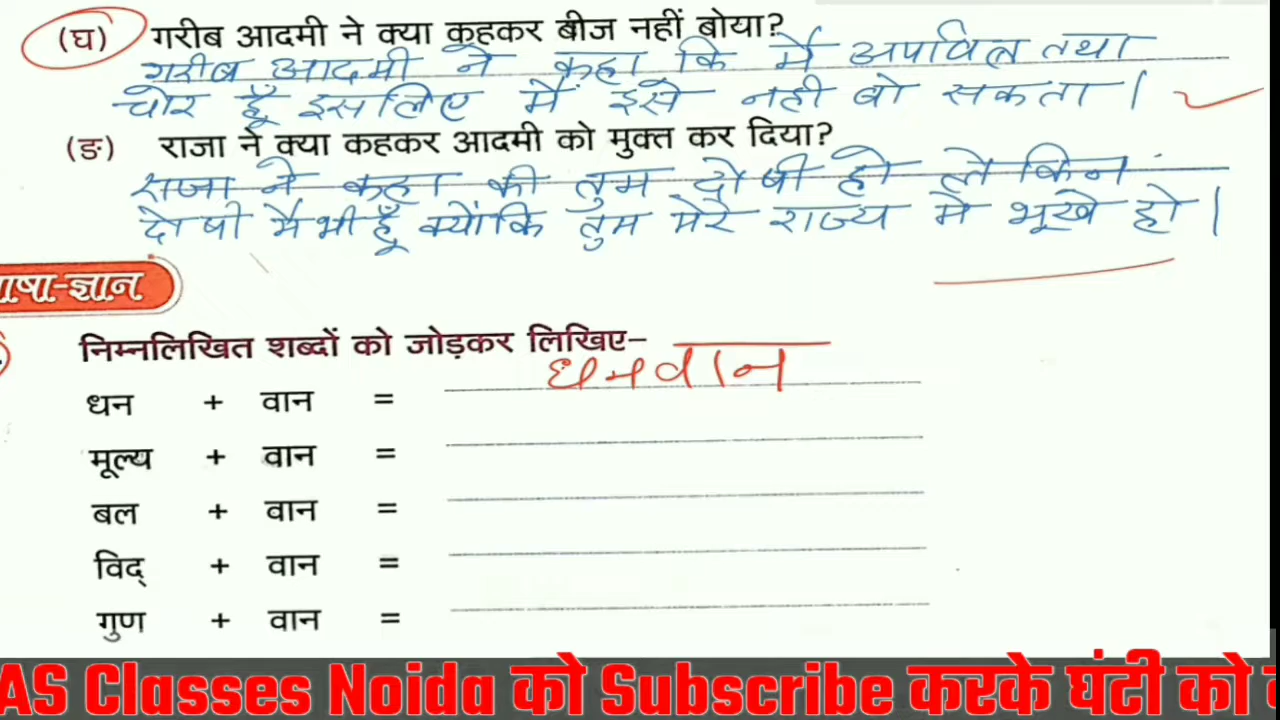 (घ) गरीब आदमी ने क्या कहकर बीज नहीं बोया?
गरीब आदमी ने कहा कि मैं अपवित्र तथा
चोर हूँ इसलिए मैं इसे नही बो सकता।
(ङ) राजा ने क्या कहकर आदमी को मुक्त कर दिया?
राजा ने कहा की तुम दोषी हो लेकिन
दोषी मै भी हूँ क्योंकि तुम मेरे राज्य मे भूखे हो।
ाषा-ज्ञान
निम्नलिखित शब्दों को जोड़कर लिखिए–
धन + वान = धनवान
मूल्य + वान =
बल + वान =
विद् + वान =
गुण + वान =
AS Classes Noida को Subscribe करके घंटी को